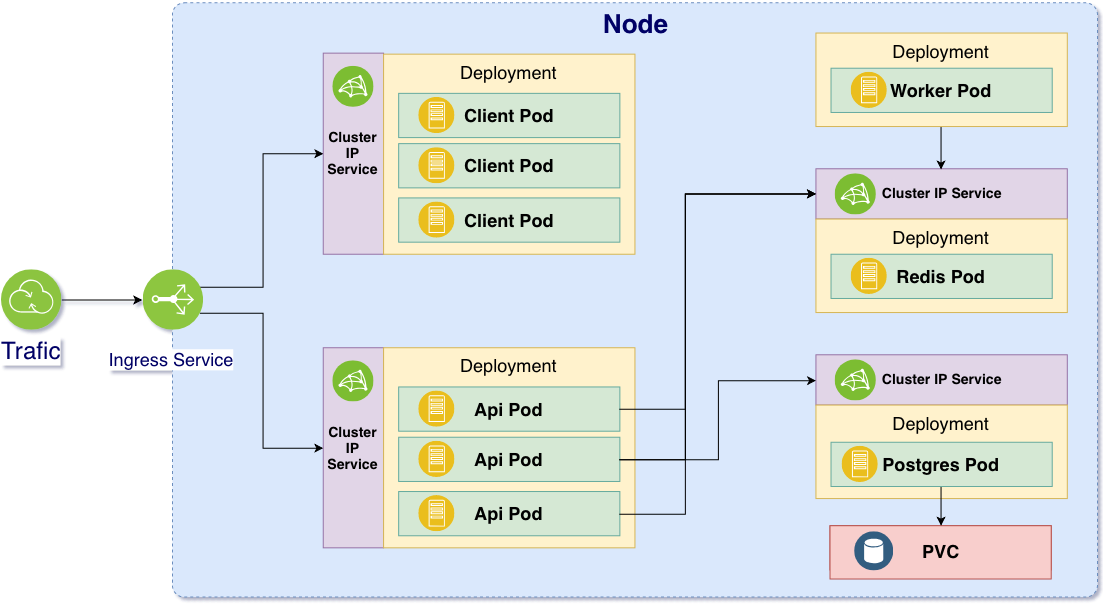 Node
Trafic
Ingress Service
Cluster
IP
Service
Deployment
Client Pod
Client Pod
Client Pod
Cluster
IP
Service
Deployment
Api Pod
Api Pod
Api Pod
Deployment
Worker Pod
Cluster IP Service
Deployment
Redis Pod
Cluster IP Service
Deployment
Postgres Pod
PVC